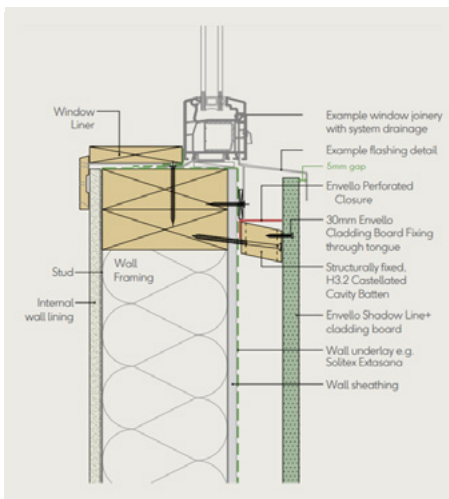 Window
Liner
Wall
Framing
Stud
Internal
wall lining
Example window joinery
with system drainage
Example flashing detail
5mm gap
Envello Perforated
Closure
30mm Envello
Cladding Board Fixing
through tongue
Structurally fixed,
H3.2 Castellated
Cavity Batten
Envello Shadow Line+
cladding board
Wall underlay e.g.
Solitex Extasana
Wall sheathing